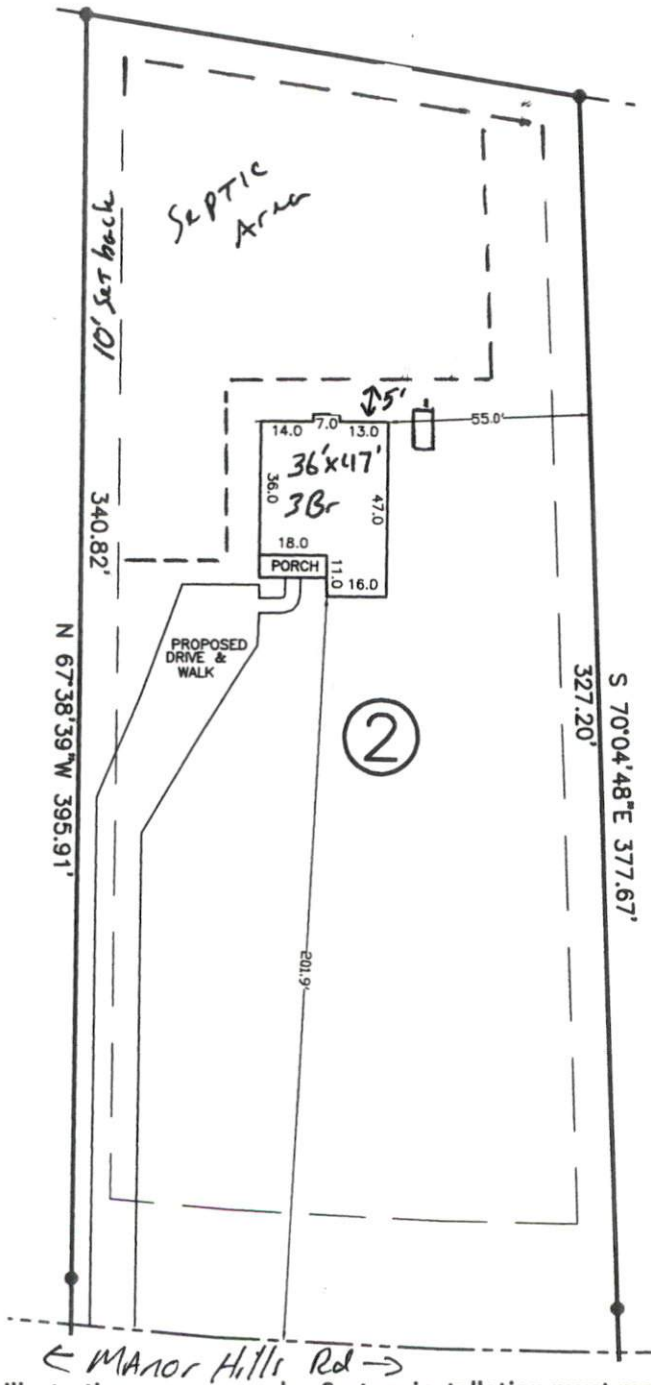 SEPTIC
Area
10' SETback
5'
55.0'
14.0 7.0 13.0
36'x47'
36.0
3Br
47.0
18.0
PORCH
11.0
16.0
340.82'
PROPOSED
DRIVE &
WALK
N 67°38'39"W 395.91'
2
327.20'
S 70°04'48"E 377.67'
201.9'
← MAnor Hills Rd →